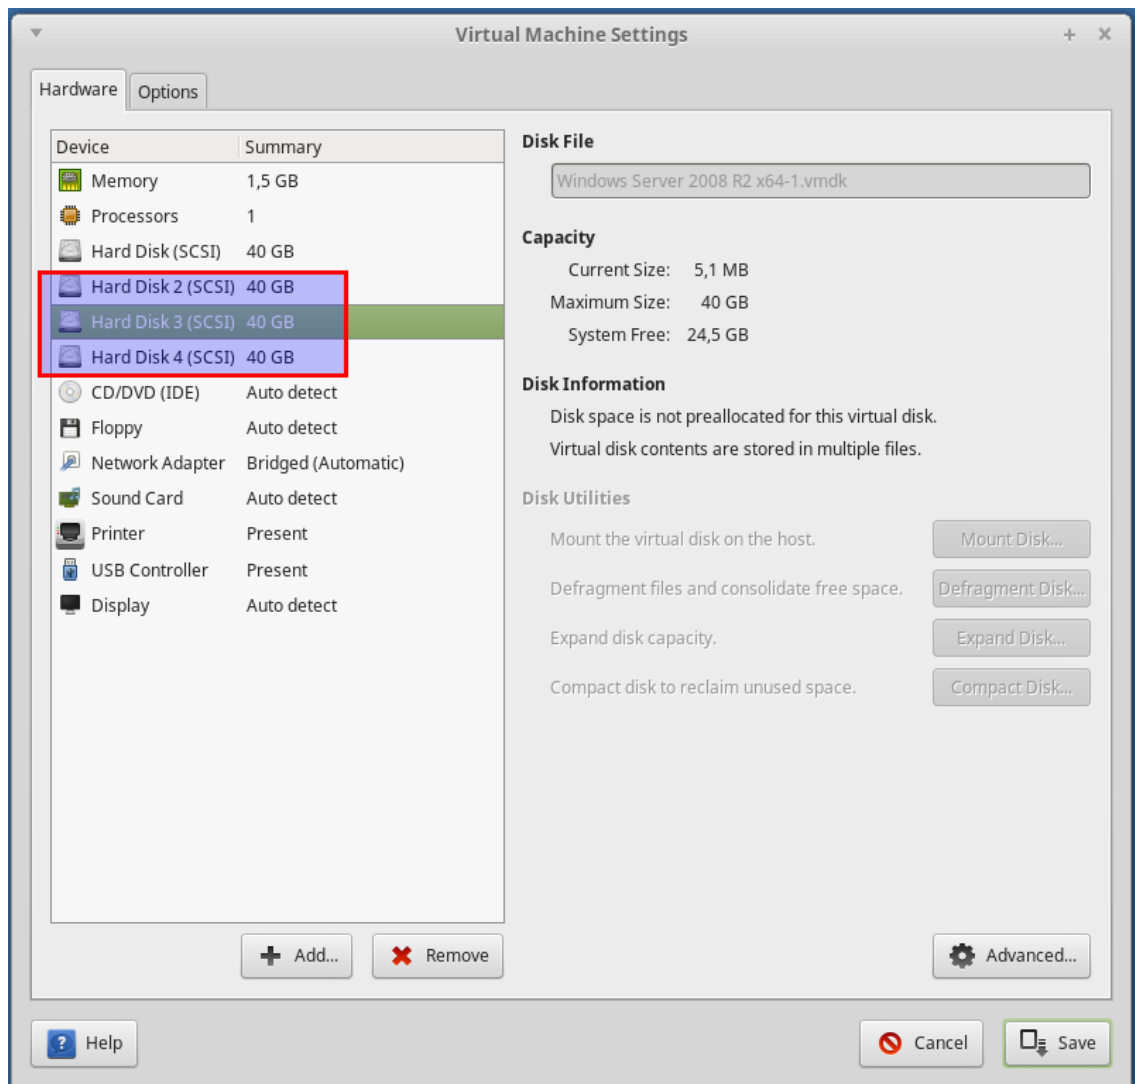 Virtual Machine Settings
Hardware Options
Device Summary
Memory 1,5 GB
Processors 1
Hard Disk (SCSI) 40 GB
Hard Disk 2 (SCSI) 40 GB
Hard Disk 3 (SCSI) 40 GB
Hard Disk 4 (SCSI) 40 GB
CD/DVD (IDE) Auto detect
Floppy Auto detect
Network Adapter Bridged (Automatic)
Sound Card Auto detect
Printer Present
USB Controller Present
Display Auto detect
Add...
Remove
Disk File
Windows Server 2008 R2 x64-1.vmdk
Capacity
Current Size: 5,1 MB
Maximum Size: 40 GB
System Free: 24,5 GB
Disk Information
Disk space is not preallocated for this virtual disk.
Virtual disk contents are stored in multiple files.
Disk Utilities
Mount the virtual disk on the host. Mount Disk...
Defragment files and consolidate free space. Defragment Disk...
Expand disk capacity. Expand Disk...
Compact disk to reclaim unused space. Compact Disk...
Advanced...
Help
Cancel
Save